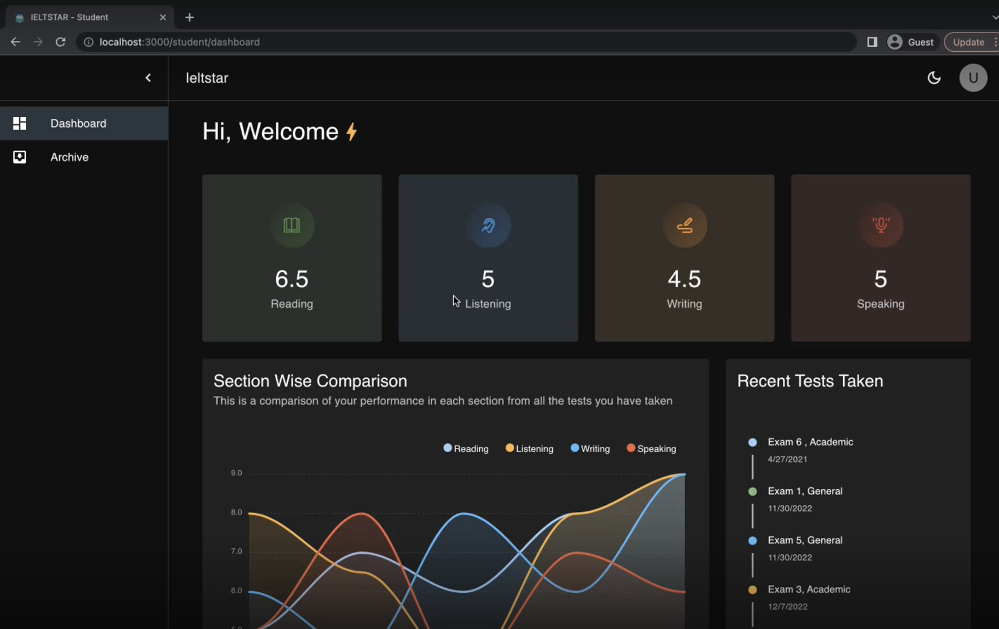 IELTSTAR - Student
localhost:3000/student/dashboard
Guest
Update
Ieltstar
U
Dashboard
Archive
Hi, Welcome
6.5
Reading
5
Listening
4.5
Writing
5
Speaking
Section Wise Comparison
This is a comparison of your performance in each section from all the tests you have taken
Reading
Listening
Writing
Speaking
9.0
8.0
7.0
6.0
Recent Tests Taken
Exam 6 , Academic
4/27/2021
Exam 1, General
11/30/2022
Exam 5, General
11/30/2022
Exam 3, Academic
12/7/2022